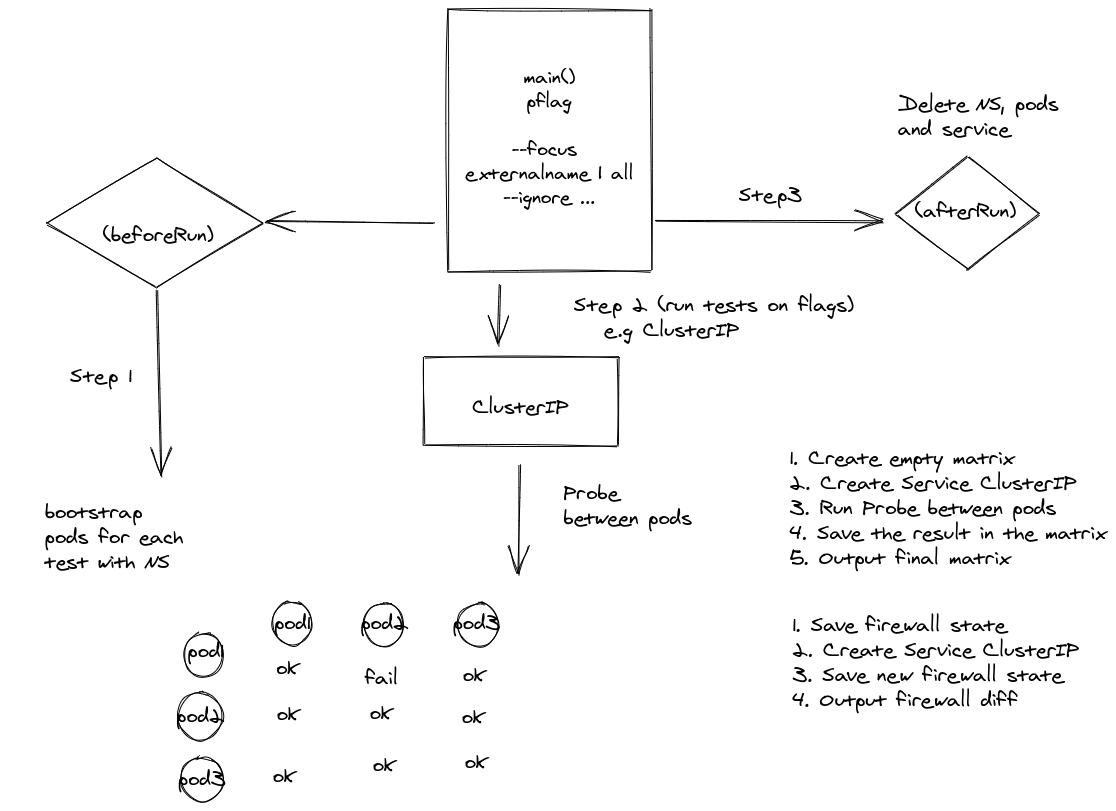 main()
pflag
--focus
externalname | all
--ignore ...
Delete NS, pods
and service
(beforeRun)
Step3
(afterRun)
Step 2 (run tests on flags)
e.g ClusterIP
Step 1
ClusterIP
Probe
between pods
bootstrap
pods for each
test with NS
1. Create empty matrix
2. Create Service ClusterIP
3. Run Probe between pods
4. Save the result in the matrix
5. Output final matrix
pod1 pod2 pod3
pod1 ok fail ok
pod2 ok ok ok
pod3 ok ok ok
1. Save firewall state
2. Create Service ClusterIP
3. Save new firewall state
4. Output firewall diff